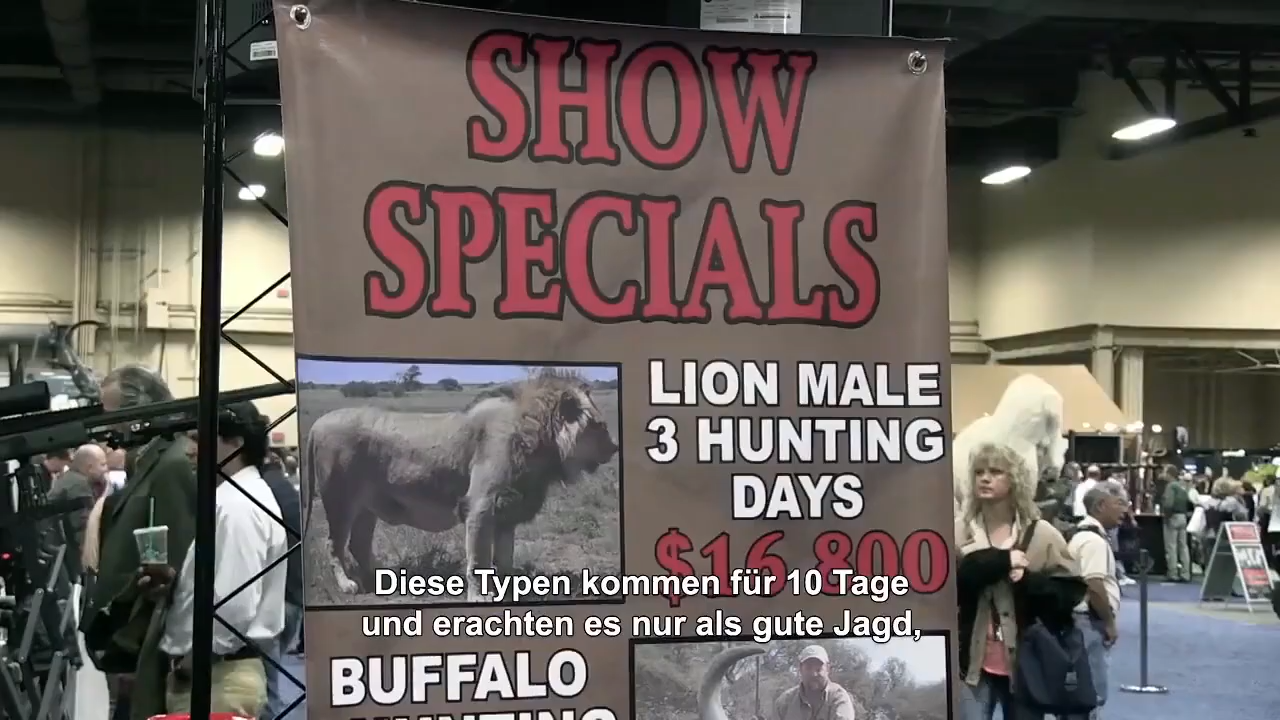 SHOW
SPECIALS
LION MALE
3 HUNTING
DAYS
$16,800
Diese Typen kommen für 10 Tage
und erachten es nur als gute Jagd,
BUFFALO
HUNTING